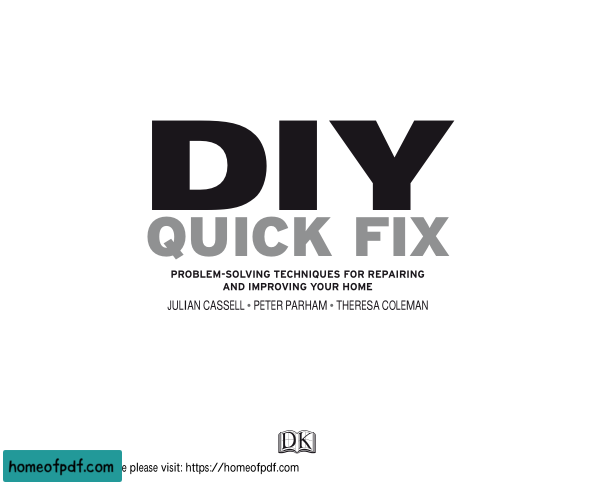 DIY
QUICK FIX
PROBLEM-SOLVING TECHNIQUES FOR REPAIRING
AND IMPROVING YOUR HOME
JULIAN CASSELL • PETER PARHAM • THERESA COLEMAN
DK
homeofpdf.com please visit: https://homeofpdf.com